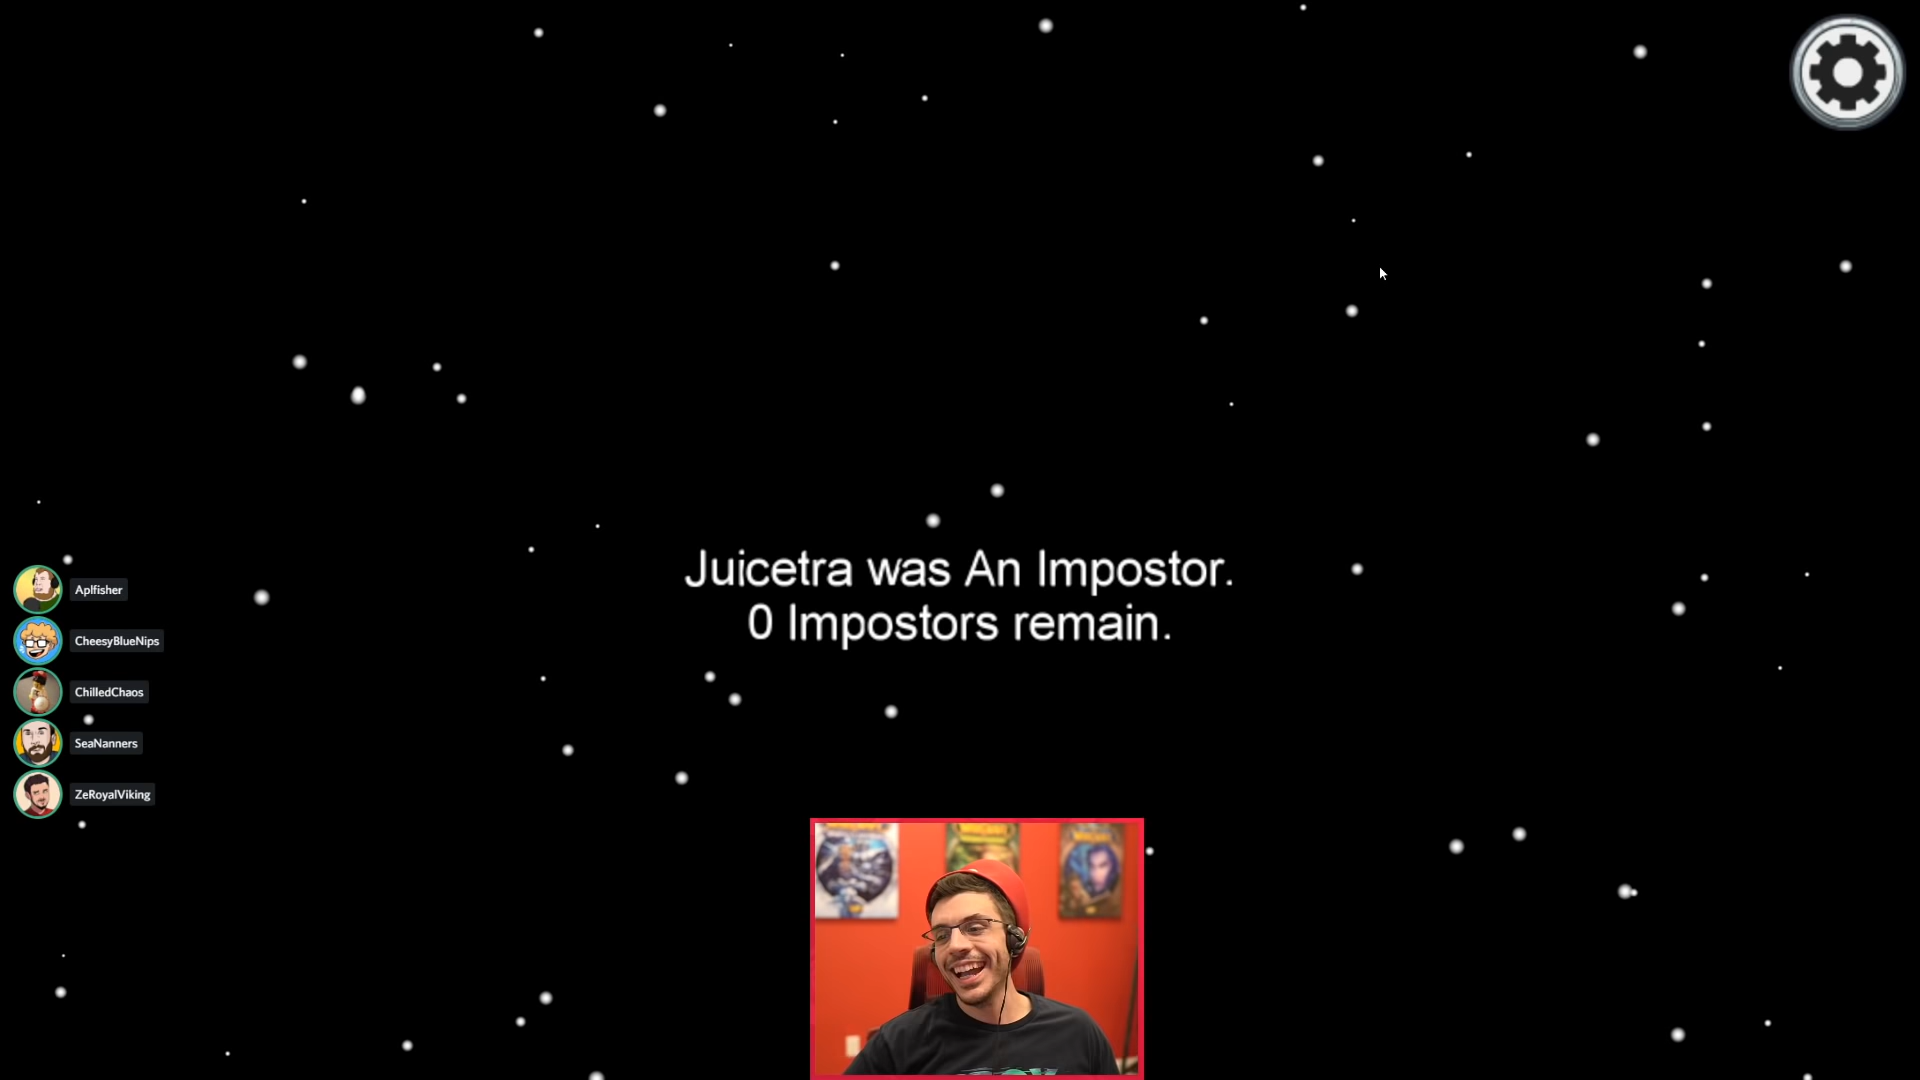 Juicetra was An Impostor.
0 Impostors remain.
Aplfisher
CheesyBlueNips
ChilledChaos
SeaNanners
ZeRoyalViking